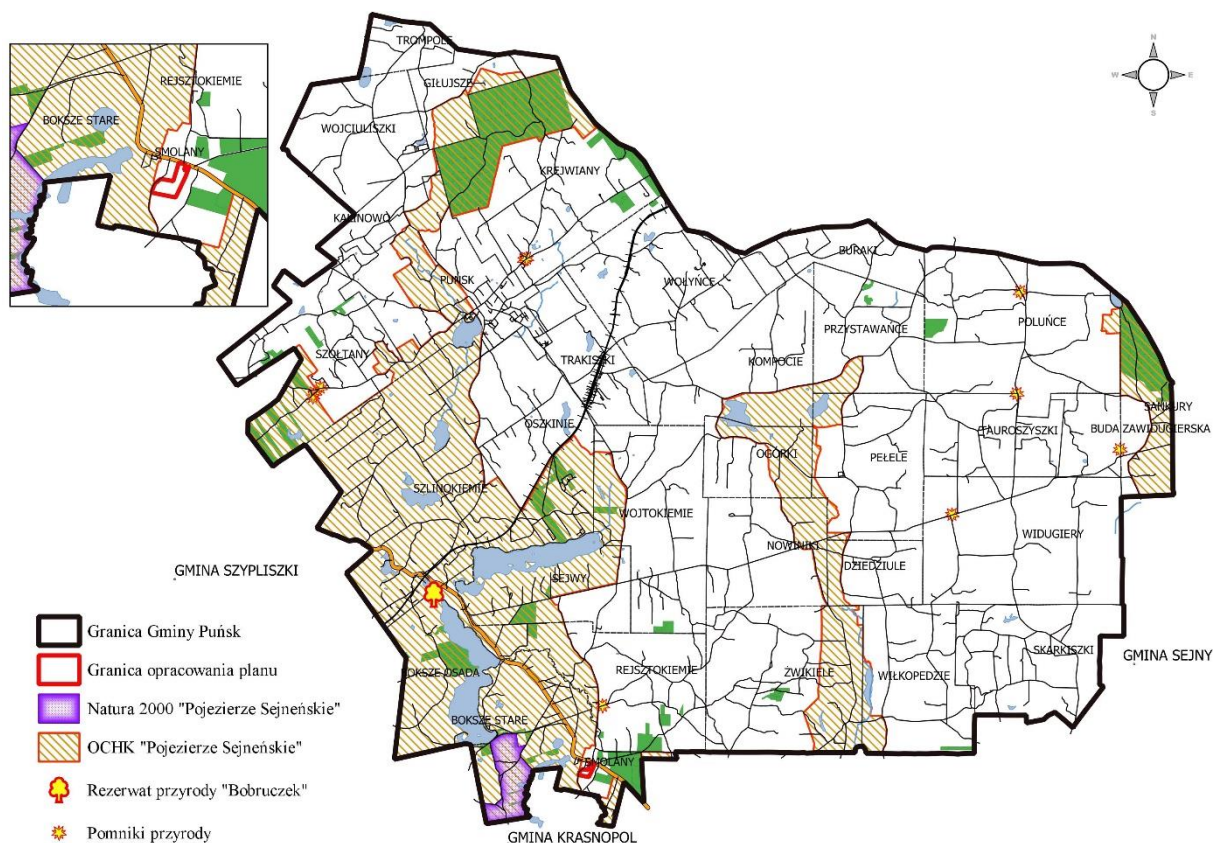 REJSZTOKIEMIE
BOKSZE STARE
SMOLANY
N
W
E
S
TROMPOLE
GIŁUJSZE
WOJCIULISZKI
KREJWIANY
KALINOWO
BURAKI
PUŃSK
WOŁYŃCE
PRZYSTAWAŃCE
POLUŃCE
SZOŁTANY
TRAKISZKI
KOMPOCIE
SANKURY
OSZKINIE
TAUROSZYSZKI
BUDA ZAWIDUGIERSKA
OGÓRKI
PEŁELE
SZLINOKIEMIE
WOJTOKIEMIE
WIDUGIERY
NOWINIKI
DZIEDZIULE
GMINA SZYPLISZKI
SEJWY
SKARKISZKI
GMINA SEJNY
BOKSZE OSADA
REJSZTOKIEMIE
ŻWIKIELE
WIŁKOPEDZIE
BOKSZE STARE
SMOLANY
GMINA KRASNOPOL
Granica Gminy Puńsk
Granica opracowania planu
Natura 2000 "Pojezierze Sejneńskie"
OCHK "Pojezierze Sejneńskie"
Rezerwat przyrody "Bobruczek"
Pomniki przyrody